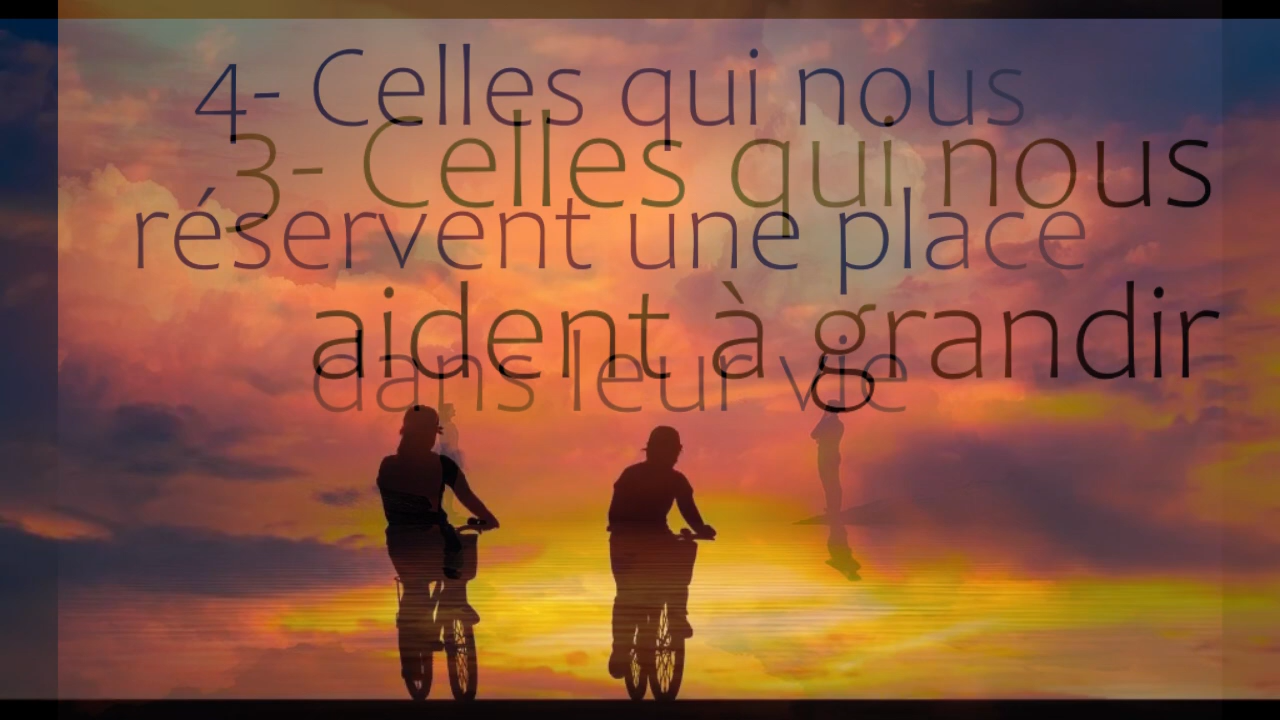 4- Celles qui nous
réservent une place
dans leur vie
3- Celles qui nous
aident à grandir